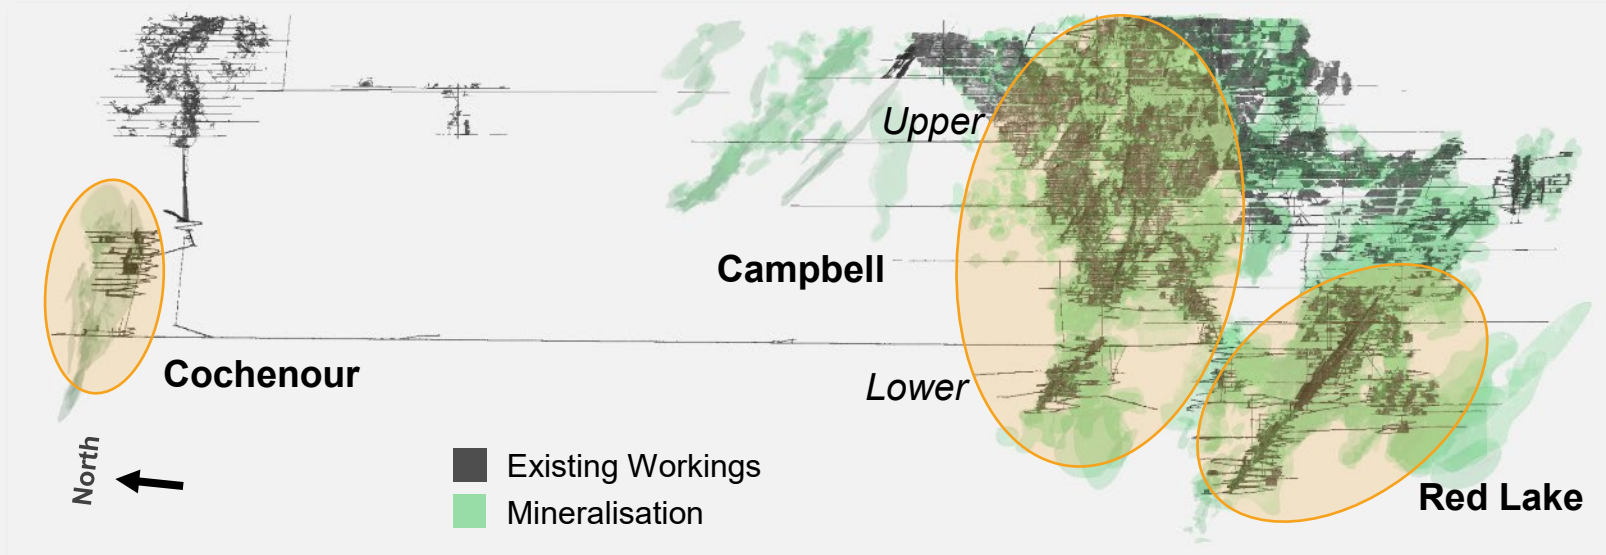 Upper
Campbell
Cochenour
Lower
North
Existing Workings
Mineralisation
Red Lake